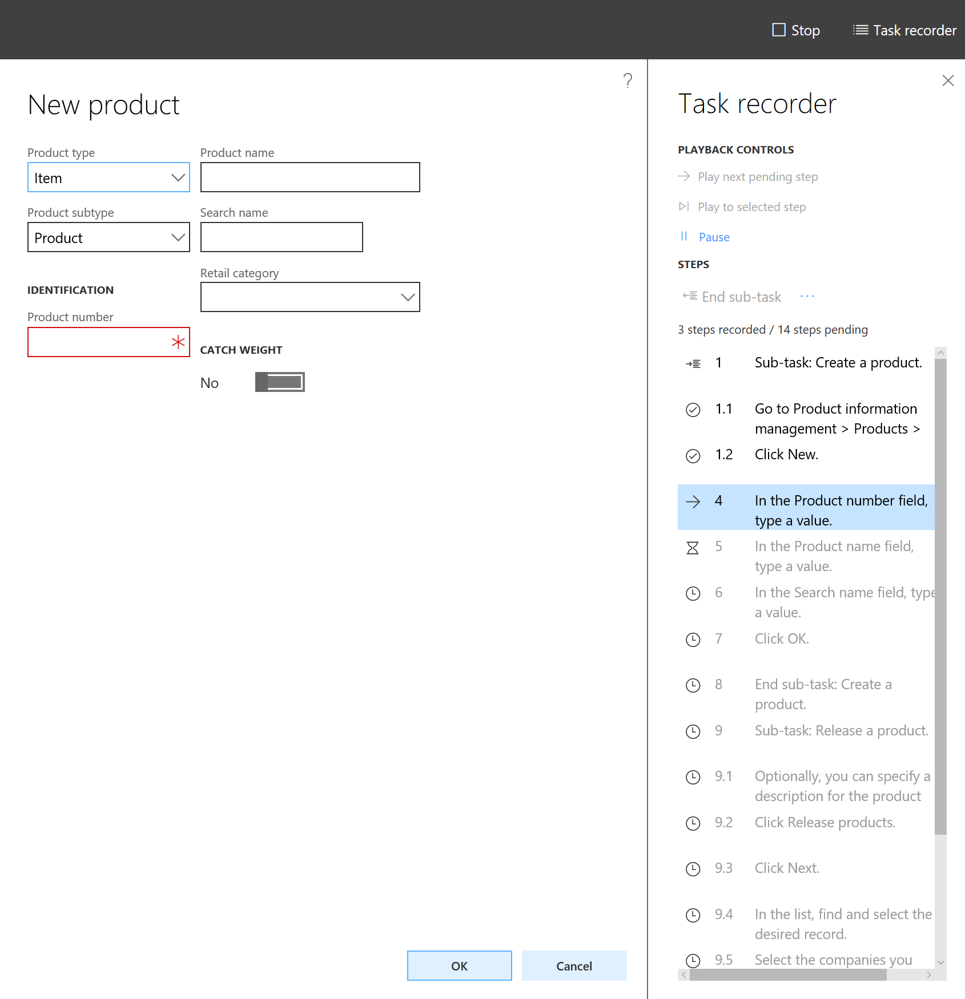 Stop
Task recorder
?
New product
Product type
Item
Product name
Product subtype
Product
Search name
Retail category
IDENTIFICATION
Product number
*
CATCH WEIGHT
No
OK
Cancel
Task recorder
PLAYBACK CONTROLS
Play next pending step
Play to selected step
Pause
STEPS
End sub-task
...
3 steps recorded / 14 steps pending
1 Sub-task: Create a product.
1.1 Go to Product information
management > Products >
1.2 Click New.
4 In the Product number field,
type a value.
5 In the Product name field,
type a value.
6 In the Search name field, type
a value.
7 Click OK.
8 End sub-task: Create a
product.
9 Sub-task: Release a product.
9.1 Optionally, you can specify a
description for the product
9.2 Click Release products.
9.3 Click Next.
9.4 In the list, find and select the
desired record.
9.5 Select the companies you